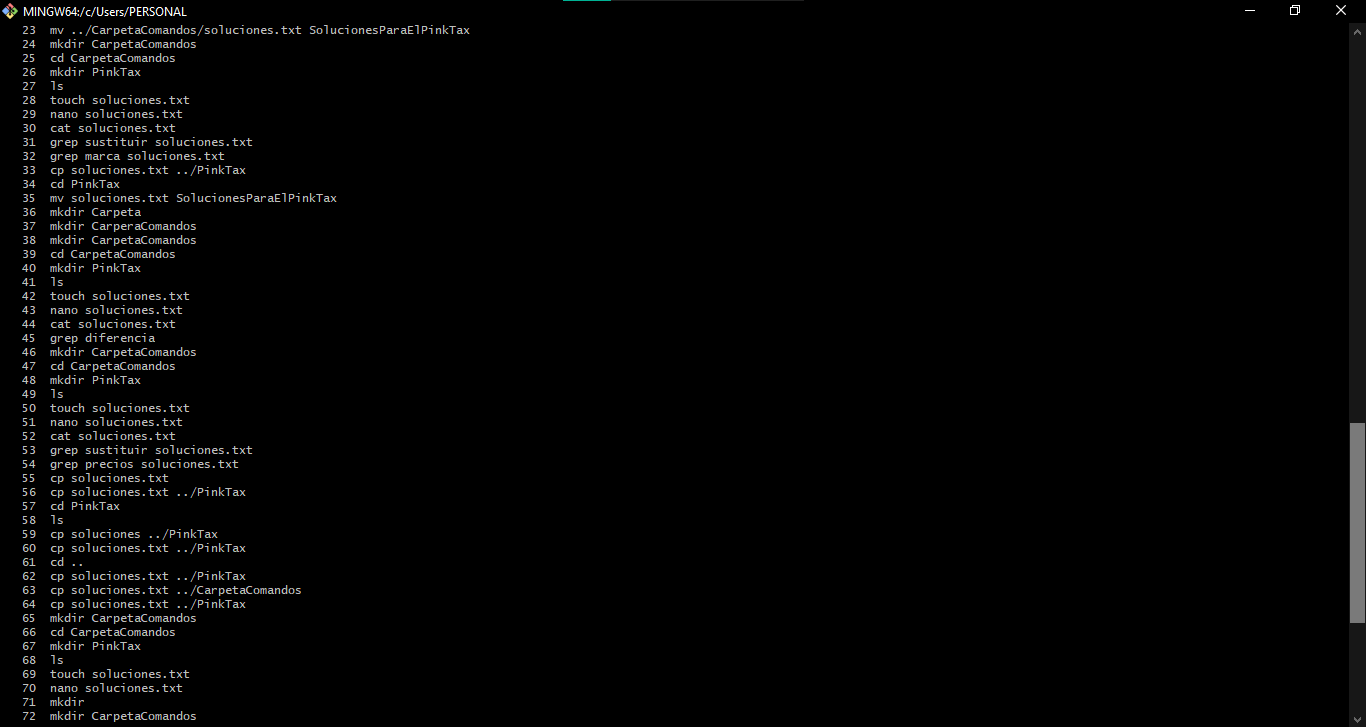 MINGW64:/c/Users/PERSONAL
23 mv ../CarpetaComandos/soluciones.txt SolucionesParaElPinkTax
24 mkdir CarpetaComandos
25 cd CarpetaComandos
26 mkdir PinkTax
27 ls
28 touch soluciones.txt
29 nano soluciones.txt
30 cat soluciones.txt
31 grep sustituir soluciones.txt
32 grep marca soluciones.txt
33 cp soluciones.txt ../PinkTax
34 cd PinkTax
35 mv soluciones.txt SolucionesParaElPinkTax
36 mkdir Carpeta
37 mkdir CarperaComandos
38 mkdir CarpetaComandos
39 cd CarpetaComandos
40 mkdir PinkTax
41 ls
42 touch soluciones.txt
43 nano soluciones.txt
44 cat soluciones.txt
45 grep diferencia
46 mkdir CarpetaComandos
47 cd CarpetaComandos
48 mkdir PinkTax
49 ls
50 touch soluciones.txt
51 nano soluciones.txt
52 cat soluciones.txt
53 grep sustituir soluciones.txt
54 grep precios soluciones.txt
55 cp soluciones.txt
56 cp soluciones.txt ../PinkTax
57 cd PinkTax
58 ls
59 cp soluciones ../PinkTax
60 cp soluciones.txt ../PinkTax
61 cd ..
62 cp soluciones.txt ../PinkTax
63 cp soluciones.txt ../CarpetaComandos
64 cp soluciones.txt ../PinkTax
65 mkdir CarpetaComandos
66 cd CarpetaComandos
67 mkdir PinkTax
68 ls
69 touch soluciones.txt
70 nano soluciones.txt
71 mkdir
72 mkdir CarpetaComandos